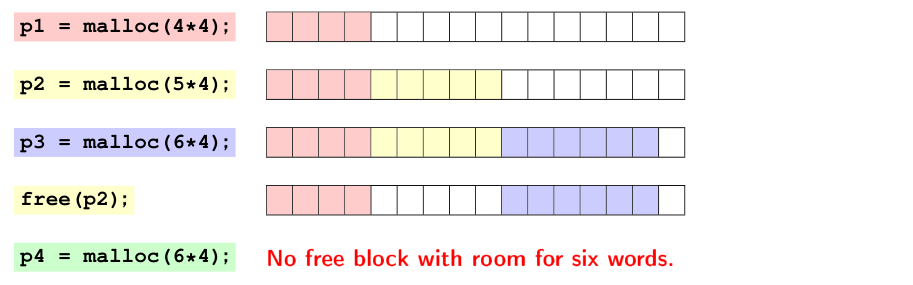 p1 = malloc(4*4);
p2 = malloc(5*4);
p3 = malloc(6*4);
free(p2);
p4 = malloc(6*4); No free block with room for six words.